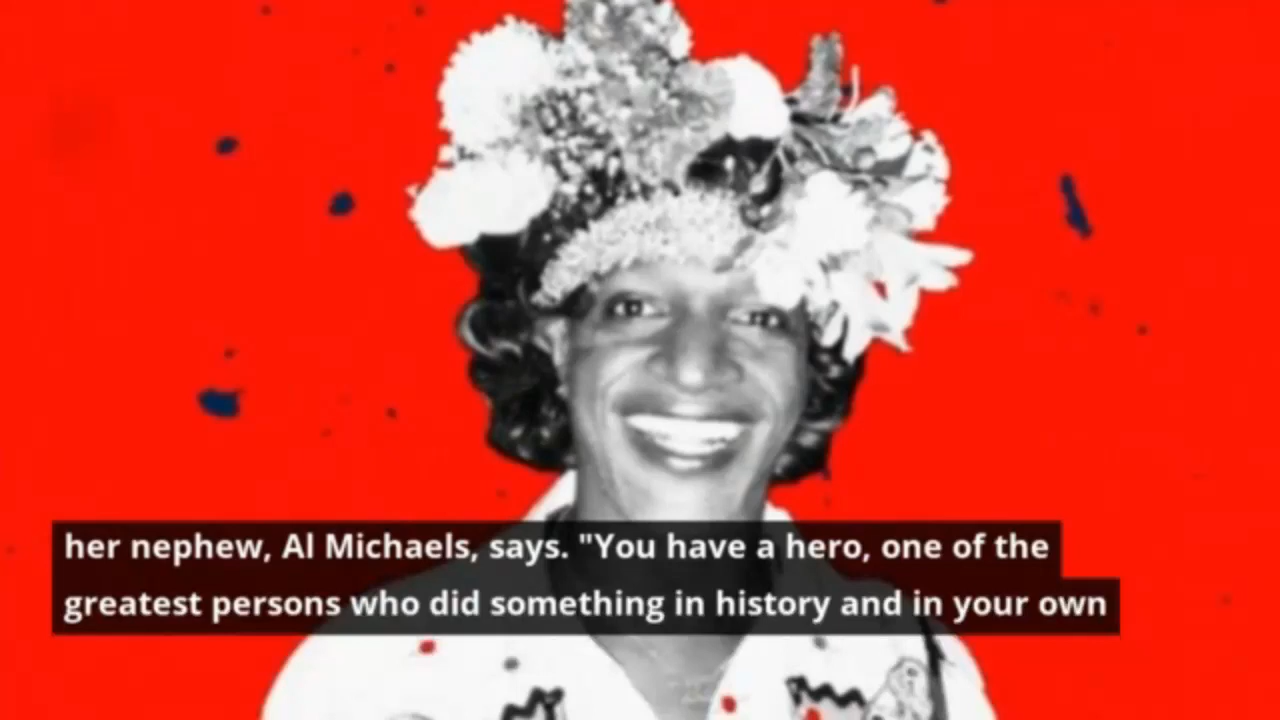 her nephew, Al Michaels, says. "You have a hero, one of the
greatest persons who did something in history and in your own